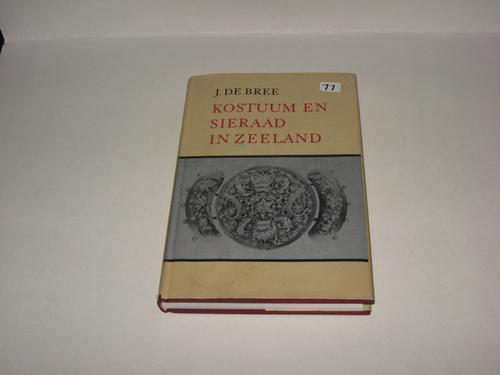 J. DE BREE
77
KOSTUUM EN
SIERAAD
IN ZEELAND